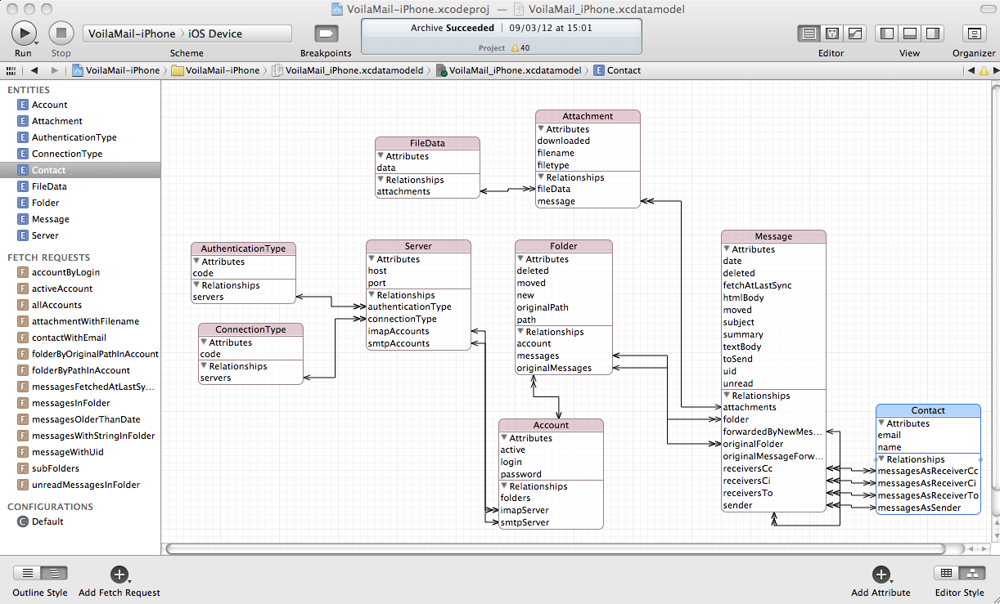 VoilaMail-iPhone.xcodeproj — VoilaMail_iPhone.xcdatamodel
Run
Stop
VoilaMail-iPhone › iOS Device
Scheme
Breakpoints
Archive Succeeded | 09/03/12 at 15:01
Project 40
Editor
View
Organizer
VoilaMail-iPhone › VoilaMail-iPhone › VoilaMail_iPhone.xcdatamodeld › VoilaMail_iPhone.xcdatamodel › E Contact
ENTITIES
E Account
E Attachment
E AuthenticationType
E ConnectionType
E Contact
E FileData
E Folder
E Message
E Server
FETCH REQUESTS
F accountByLogin
F activeAccount
F allAccounts
F attachmentWithFilename
F contactWithEmail
F folderByOriginalPathInAccount
F folderByPathInAccount
F messagesFetchedAtLastSy...
F messagesInFolder
F messagesOlderThanDate
F messagesWithStringInFolder
F messageWithUid
F subFolders
F unreadMessagesInFolder
CONFIGURATIONS
C Default
Attachment
Attributes
downloaded
filename
filetype
Relationships
fileData
message
FileData
Attributes
data
Relationships
attachments
AuthenticationType
Attributes
code
Relationships
servers
ConnectionType
Attributes
code
Relationships
servers
Server
Attributes
host
port
Relationships
authenticationType
connectionType
imapAccounts
smtpAccounts
Folder
Attributes
deleted
moved
new
originalPath
path
Relationships
account
messages
originalMessages
Account
Attributes
active
login
password
Relationships
folders
imapServer
smtpServer
Message
Attributes
date
deleted
fetchAtLastSync
htmlBody
moved
subject
summary
textBody
toSend
uid
unread
Relationships
attachments
folder
forwardedByNewMes...
originalFolder
originalMessageForw...
receiversCc
receiversCi
receiversTo
sender
Contact
Attributes
email
name
Relationships
messagesAsReceiverCc
messagesAsReceiverCi
messagesAsReceiverTo
messagesAsSender
Outline Style
Add Fetch Request
Add Attribute
Editor Style